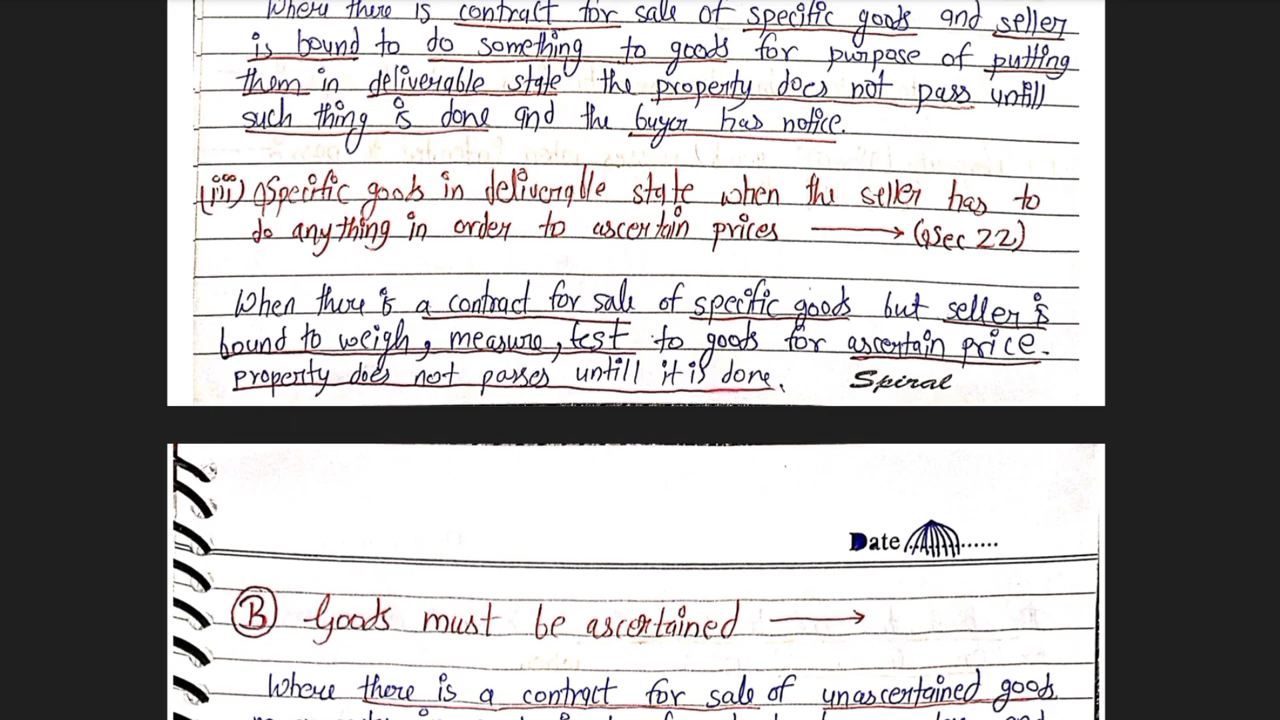 Where there is contract for sale of specific goods and seller
is bound to do something to goods for purpose of putting
them in deliverable state the property does not pass untill
such thing is done and the buyer has notice.
(iii) Specific goods in deliverable state when the seller has to
do anything in order to ascertain prices → (Sec 22)
When there is a contract for sale of specific goods but seller is
bound to weigh, measure, test to goods for ascertain price.
property does not passes untill it is done.
Spiral
Date
B Goods must be ascertained →
Where there is a contract for sale of unascertained goods